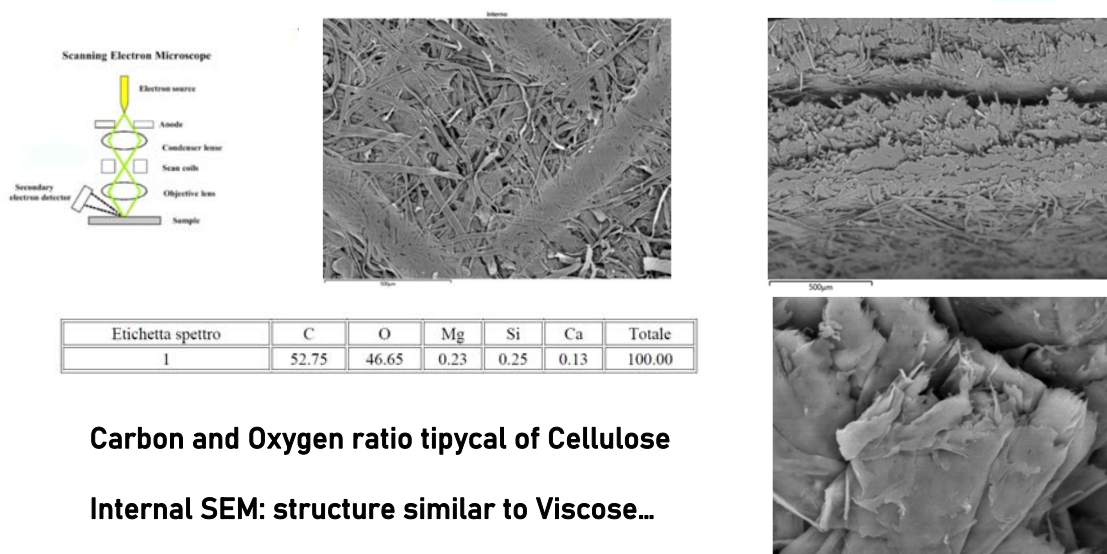 Interno
Scanning Electron Microscope
Electron source
Anode
Condenser lense
Scan coils
Secondary
electron detector
Objective lens
Sample
500µm
500µm
Etichetta spettro C O Mg Si Ca Totale
1 52.75 46.65 0.23 0.25 0.13 100.00
Carbon and Oxygen ratio tipycal of Cellulose
Internal SEM: structure similar to Viscose...